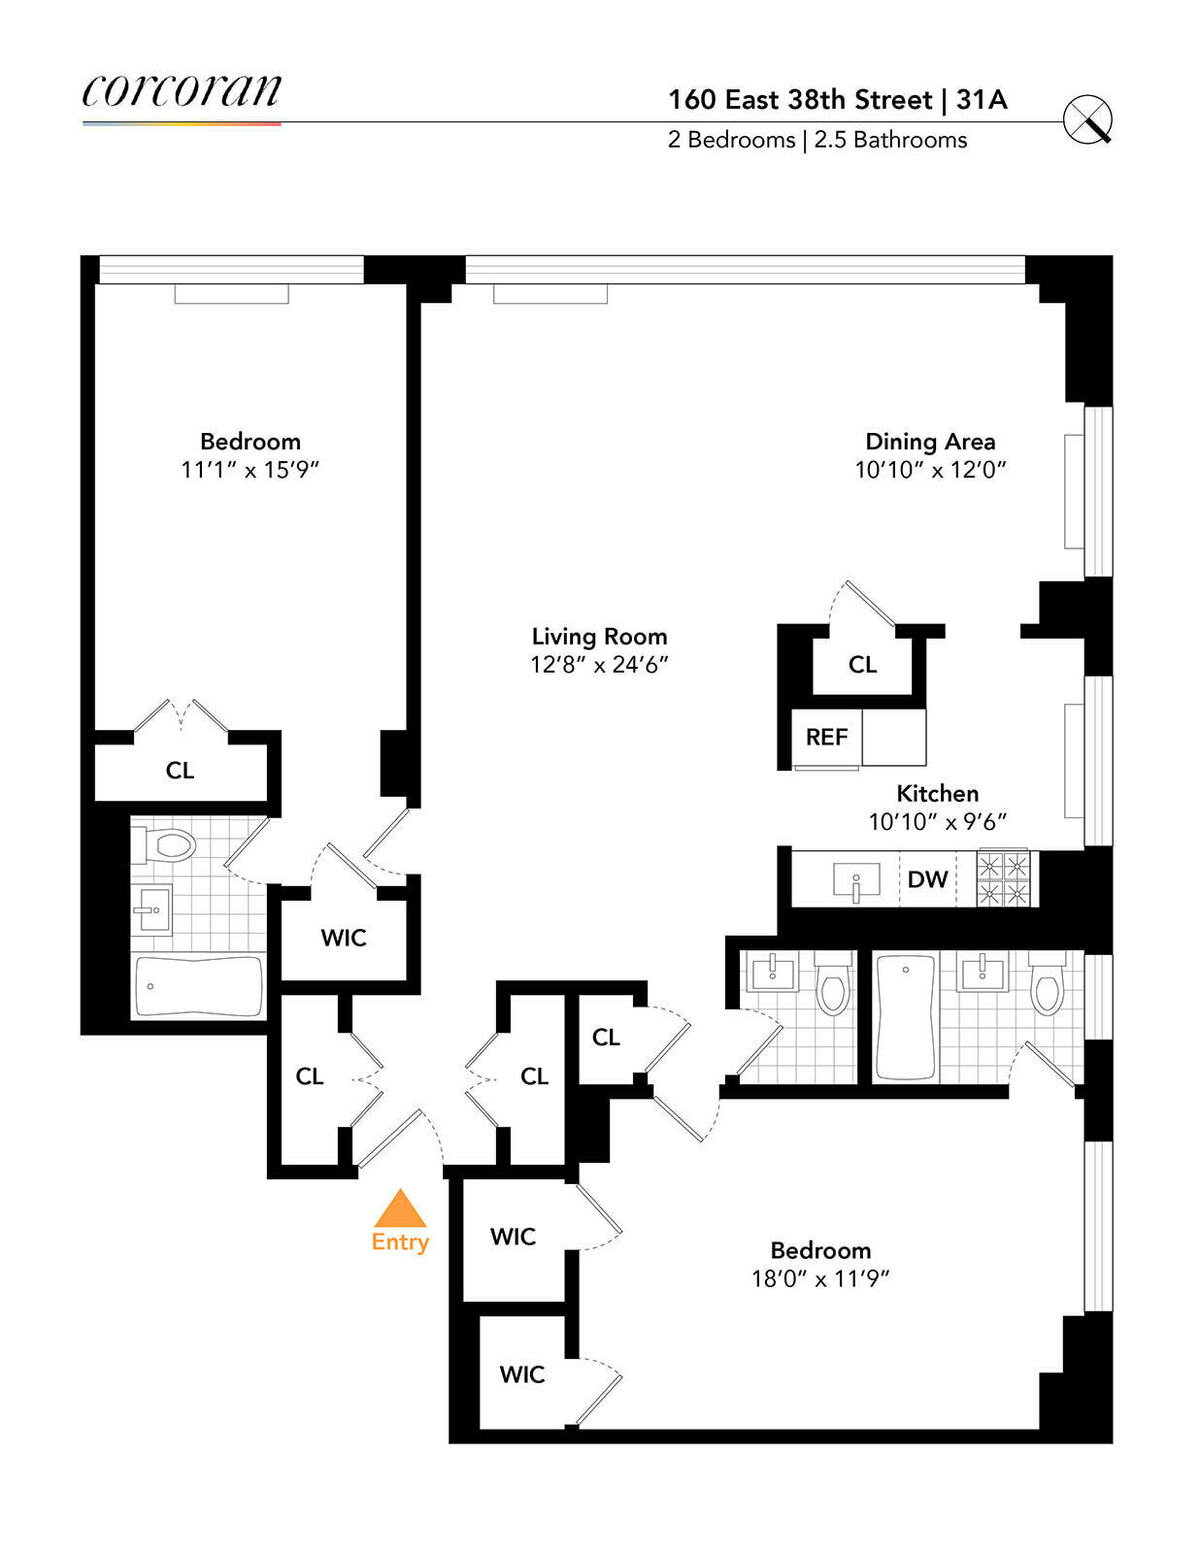 corcoran
160 East 38th Street | 31A
2 Bedrooms | 2.5 Bathrooms
Bedroom
11’1” x 15’9”
Dining Area
10’10” x 12’0”
Living Room
12’8” x 24’6”
CL
REF
CL
Kitchen
10’10” x 9’6”
DW
WIC
CL
CL
CL
WIC
Entry
Bedroom
18’0” x 11’9”
WIC